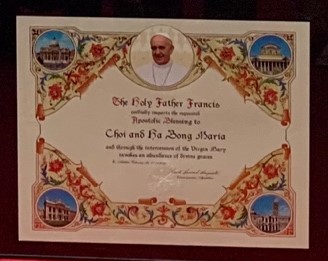 The Holy Father Francis
cordially imparts the requested
Apostolic Blessing to
Choi and Ha Bong Maria
and through the intercession of the Virgin Mary
invokes an abundance of divine graces